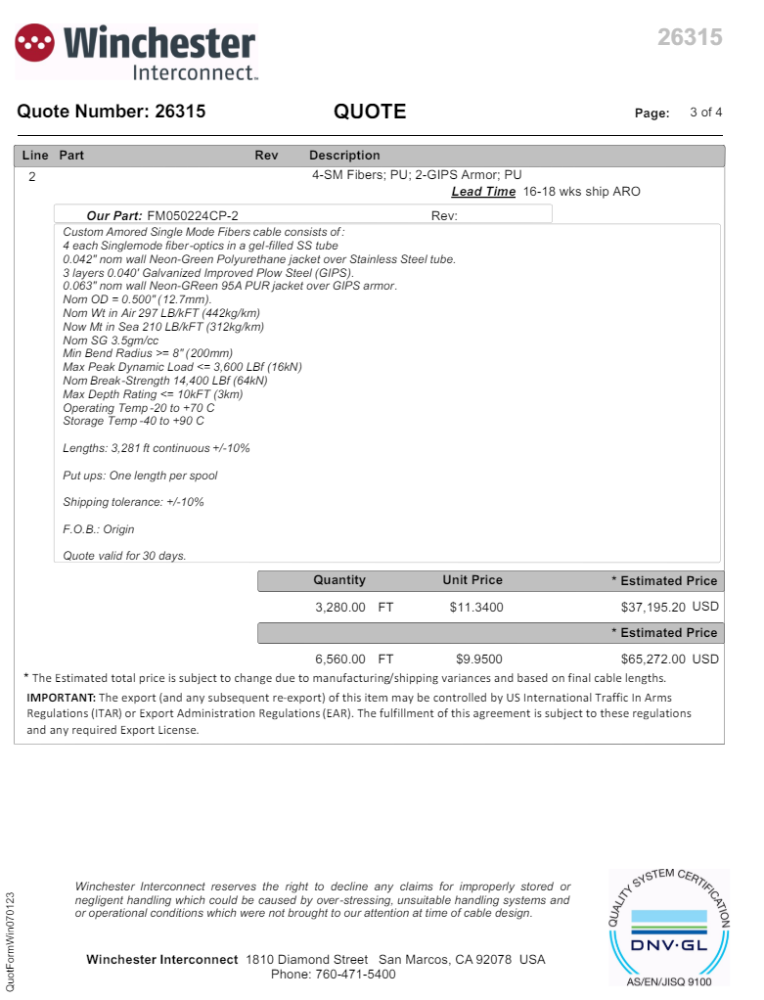 Winchester
Interconnect™
26315
Quote Number: 26315 QUOTE Page: 3 of 4
Line Part Rev Description
2 4-SM Fibers; PU; 2-GIPS Armor; PU
Lead Time 16-18 wks ship ARO
Our Part: FM050224CP-2 Rev:
Custom Amored Single Mode Fibers cable consists of:
4 each Singlemode fiber-optics in a gel-filled SS tube
0.042" nom wall Neon-Green Polyurethane jacket over Stainless Steel tube.
3 layers 0.040' Galvanized Improved Plow Steel (GIPS).
0.063" nom wall Neon-GReen 95A PUR jacket over GIPS armor.
Nom OD = 0.500" (12.7mm).
Nom Wt in Air 297 LB/kFT (442kg/km)
Now Mt in Sea 210 LB/kFT (312kg/km)
Nom SG 3.5gm/cc
Min Bend Radius >= 8" (200mm)
Max Peak Dynamic Load <= 3,600 LBf (16kN)
Nom Break-Strength 14,400 LBf (64kN)
Max Depth Rating <= 10kFT (3km)
Operating Temp -20 to +70 C
Storage Temp -40 to +90 C
Lengths: 3,281 ft continuous +/-10%
Put ups: One length per spool
Shipping tolerance: +/-10%
F.O.B.: Origin
Quote valid for 30 days.
Quantity Unit Price * Estimated Price
3,280.00 FT $11.3400 $37,195.20 USD
* Estimated Price
6,560.00 FT $9.9500 $65,272.00 USD
* The Estimated total price is subject to change due to manufacturing/shipping variances and based on final cable lengths.
IMPORTANT: The export (and any subsequent re-export) of this item may be controlled by US International Traffic In Arms
Regulations (ITAR) or Export Administration Regulations (EAR). The fulfillment of this agreement is subject to these regulations
and any required Export License.
Winchester Interconnect reserves the right to decline any claims for improperly stored or
negligent handling which could be caused by over-stressing, unsuitable handling systems and
or operational conditions which were not brought to our attention at time of cable design.
Winchester Interconnect 1810 Diamond Street San Marcos, CA 92078 USA
Phone: 760-471-5400
QuotFormWin070123
QUALITY SYSTEM CERTIFICATION
DNV·GL
AS/EN/JISQ 9100